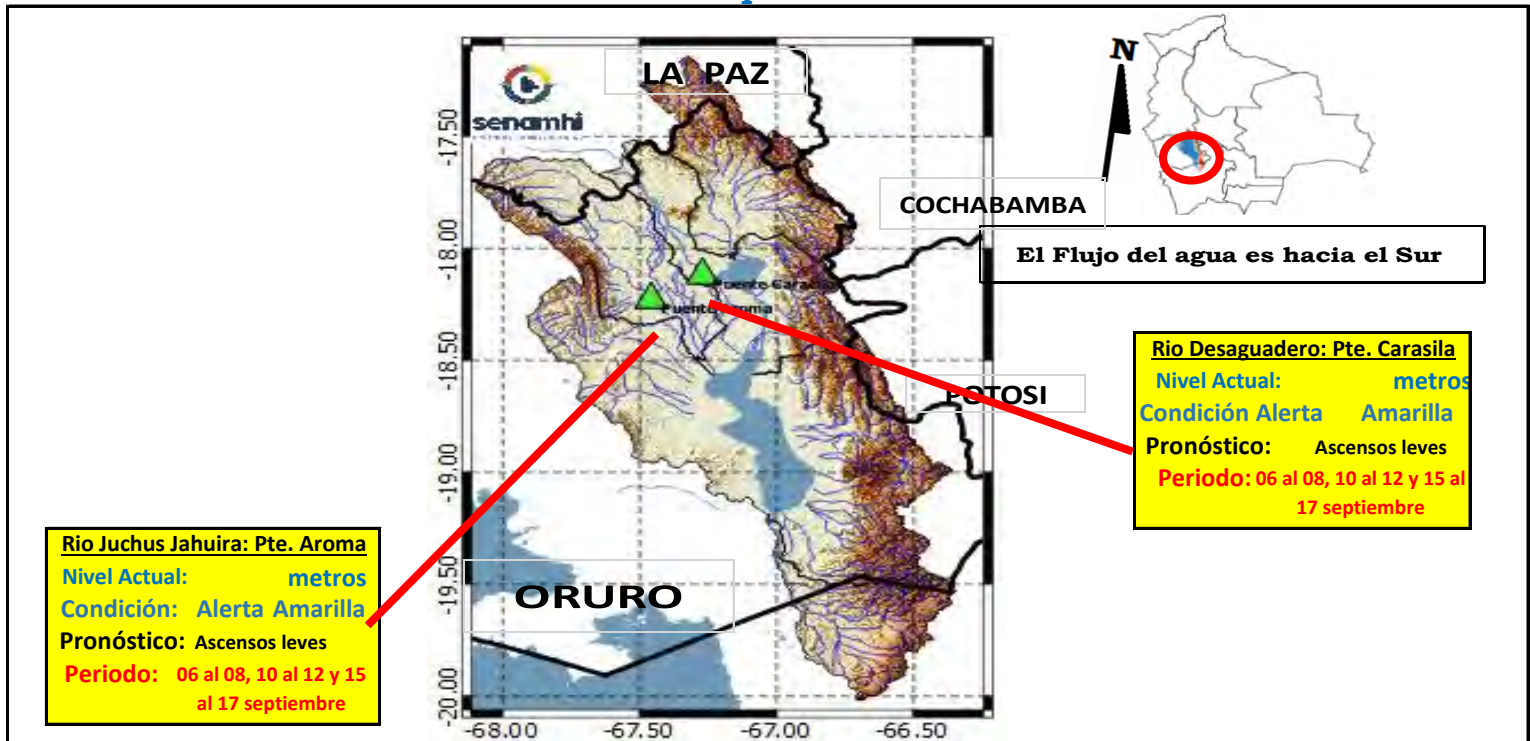 LA PAZ
senamhi
N
COCHABAMBA
El Flujo del agua es hacia el Sur
Puente
Puente
POTOSI
Rio Desaguadero: Pte. Carasila
Nivel Actual: metros
Condición Alerta Amarilla
Pronóstico: Ascensos leves
Periodo: 06 al 08, 10 al 12 y 15 al
17 septiembre
Rio Juchus Jahuira: Pte. Aroma
Nivel Actual: metros
Condición: Alerta Amarilla
Pronóstico: Ascensos leves
Periodo: 06 al 08, 10 al 12 y 15
al 17 septiembre
ORURO
-17.50
-18.00
-18.50
-19.00
-19.50
-20.00
-68.00 -67.50 -67.00 -66.50